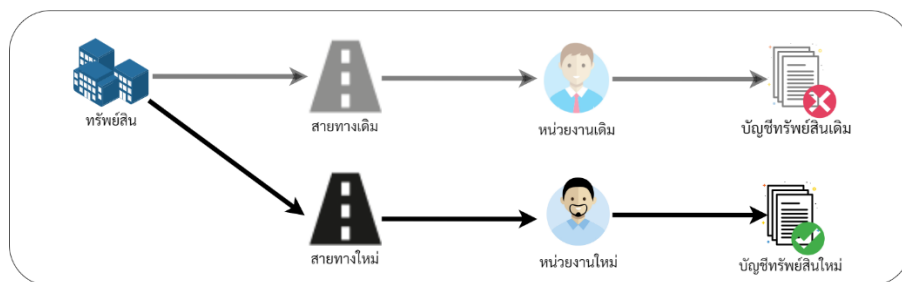 ทรัพย์สิน
สายทางเดิม
หน่วยงานเดิม
บัญชีทรัพย์สินเดิม
สายทางใหม่
หน่วยงานใหม่
บัญชีทรัพย์สินใหม่